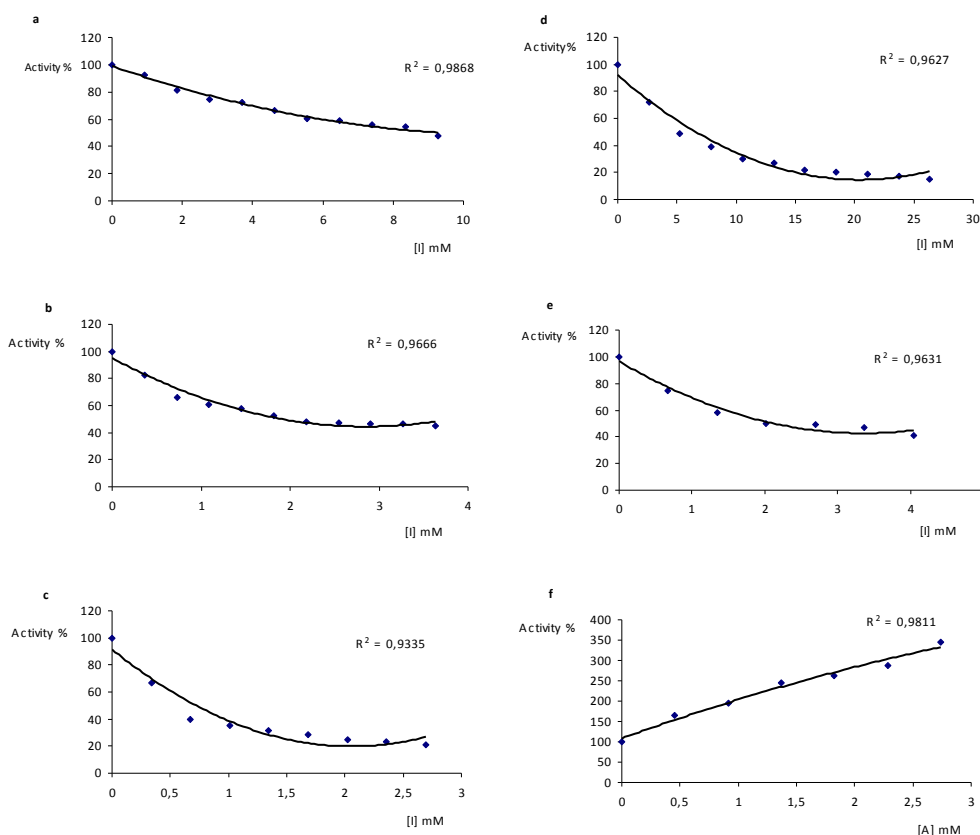 a
120
Activity %
100
R² = 0,9868
80
60
40
20
0
0 2 4 6 8 10
[I] mM
d
120
Activity%
100
R² = 0,9627
80
60
40
20
0
0 5 10 15 20 25 30
[I] mM
b
120
Activity %
100
R² = 0,9666
80
60
40
20
0
0 1 2 3 4
[I] mM
e
120
Activity %
100
R² = 0,9631
80
60
40
20
0
0 1 2 3 4
[I] mM
c
120
Activity %
100
R² = 0,9335
80
60
40
20
0
0 0,5 1 1,5 2 2,5 3
[I] mM
f
400
Activity %
350
R² = 0,9811
300
250
200
150
100
50
0
0 0,5 1 1,5 2 2,5 3
[A] mM